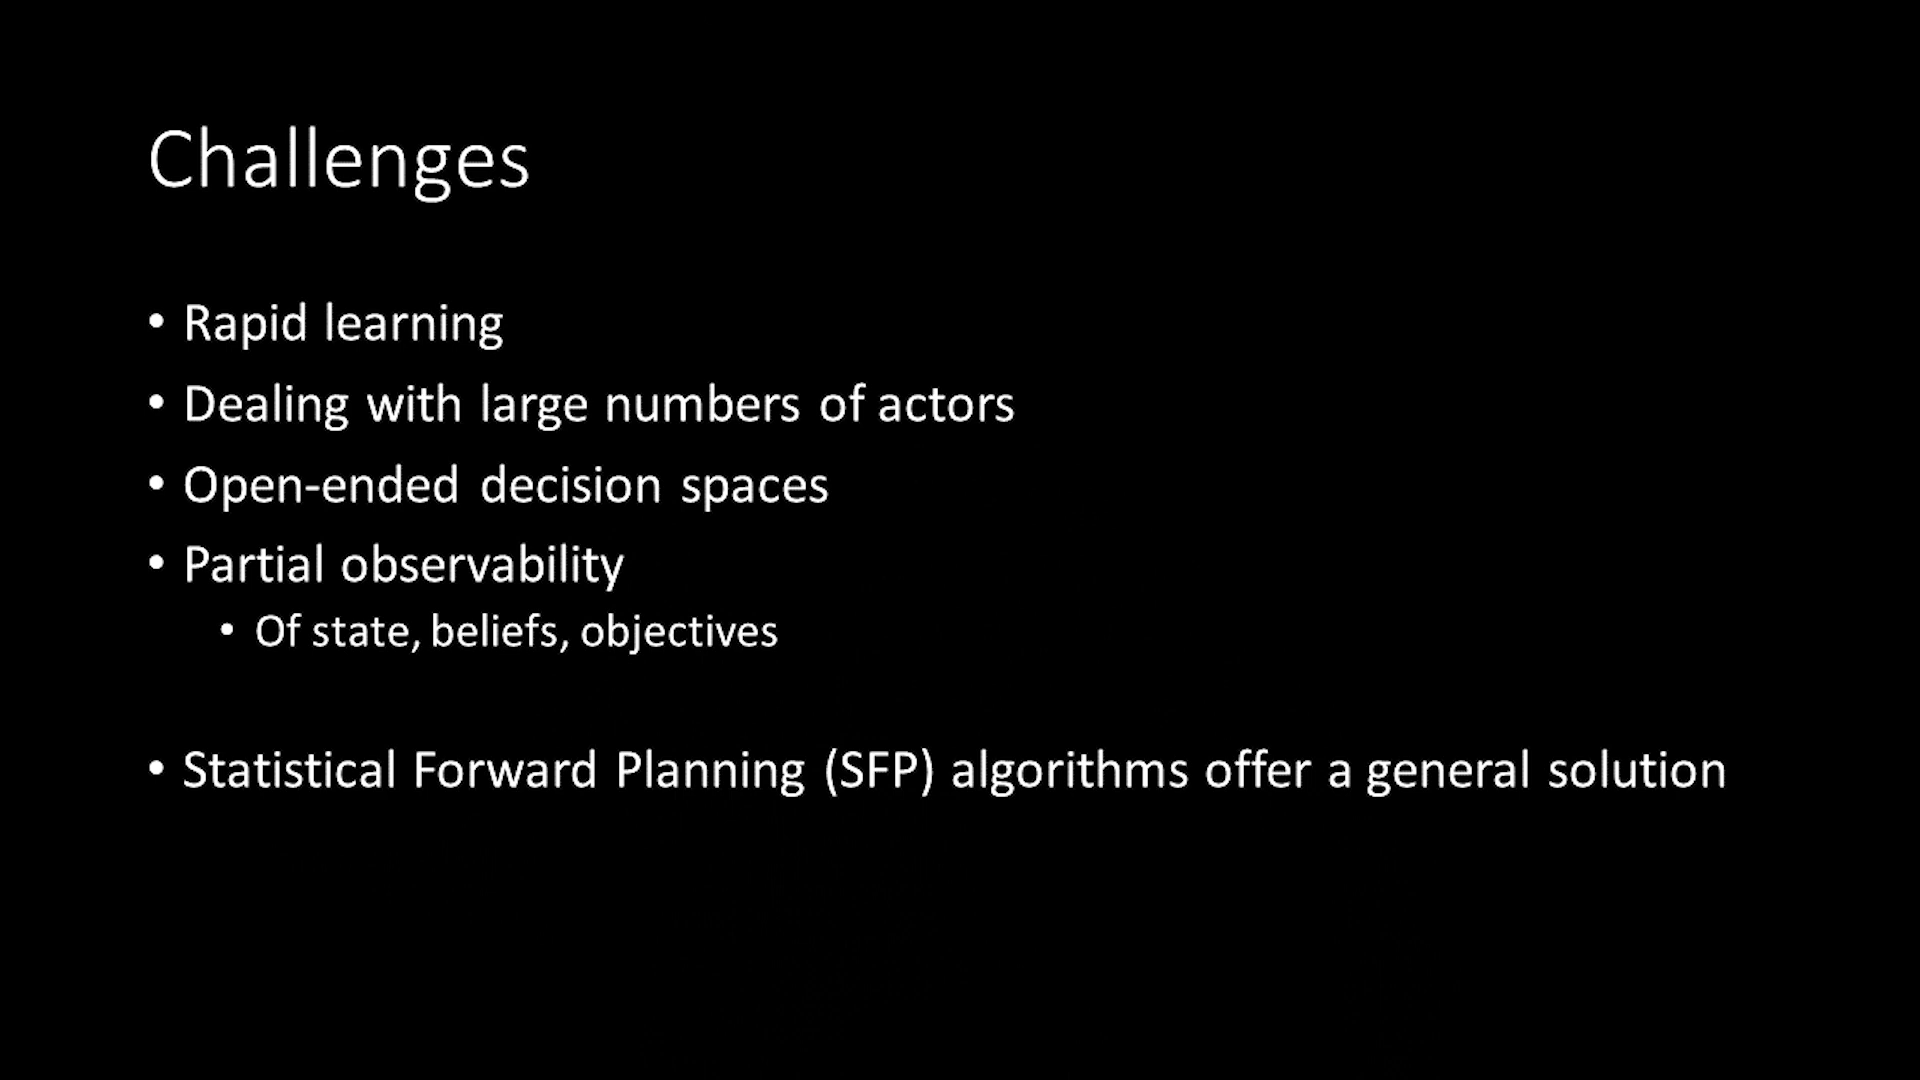 Challenges
• Rapid learning
• Dealing with large numbers of actors
• Open-ended decision spaces
• Partial observability
• Of state, beliefs, objectives
• Statistical Forward Planning (SFP) algorithms offer a general solution